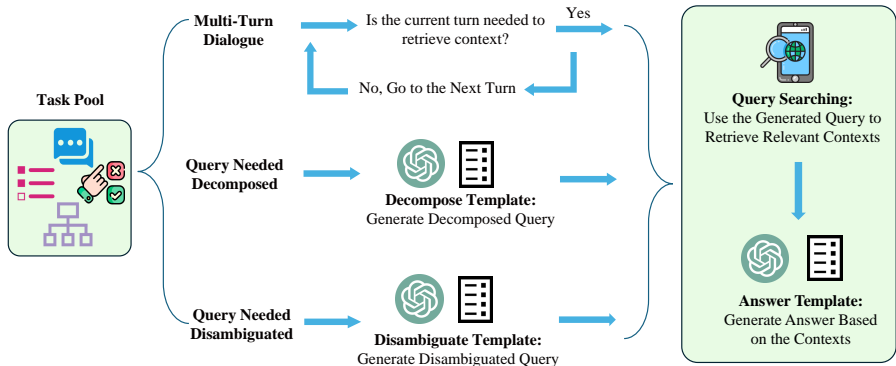 Task Pool
Multi-Turn
Dialogue
Is the current turn needed to
retrieve context?
Yes
No, Go to the Next Turn
Query Needed
Decomposed
Decompose Template:
Generate Decomposed Query
Query Needed
Disambiguated
Disambiguate Template:
Generate Disambiguated Query
Query Searching:
Use the Generated Query to
Retrieve Relevant Contexts
Answer Template:
Generate Answer Based
on the Contexts